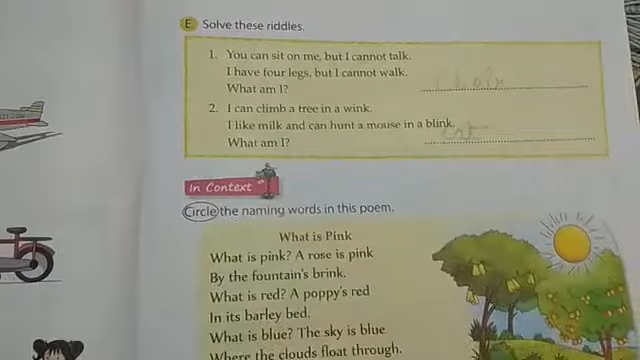 E Solve these riddles.
1. You can sit on me, but I cannot talk.
I have four legs, but I cannot walk.
What am I? Chair
2. I can climb a tree in a wink.
I like milk and can hunt a mouse in a blink.
What am I? Cat
In Context
Circle the naming words in this poem.
What is Pink
What is pink? A rose is pink
By the fountain's brink.
What is red? A poppy's red
In its barley bed.
What is blue? The sky is blue
Where the clouds float through.